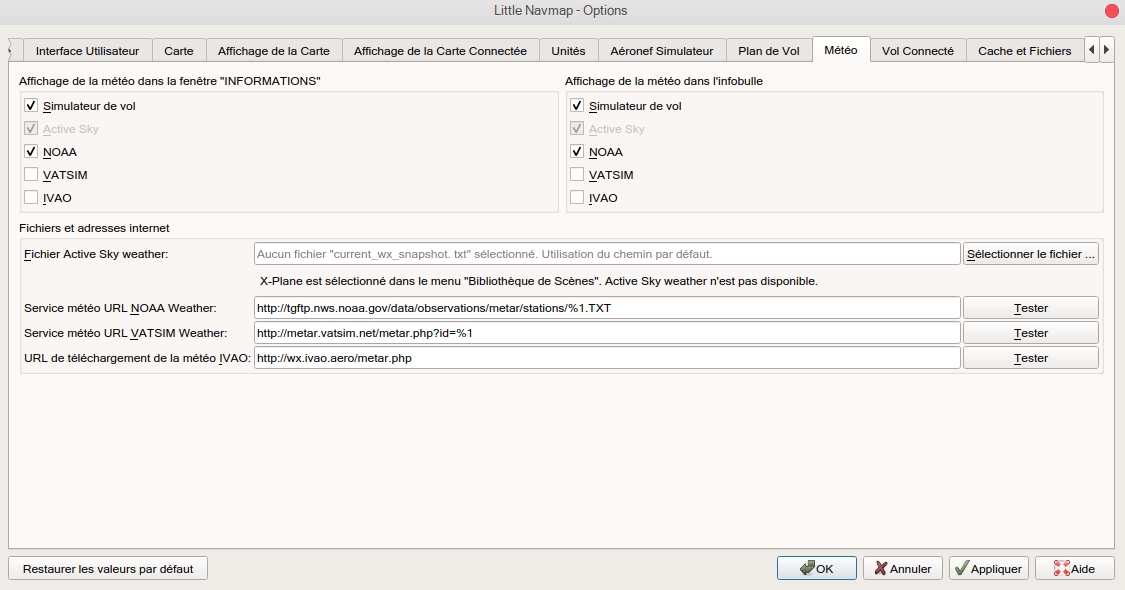 Little Navmap - Options
Interface Utilisateur Carte Affichage de la Carte Affichage de la Carte Connectée Unités Aéronef Simulateur Plan de Vol Météo Vol Connecté Cache et Fichiers
Affichage de la météo dans la fenêtre "INFORMATIONS"
Simulateur de vol
Active Sky
NOAA
VATSIM
IVAO
Affichage de la météo dans l'infobulle
Simulateur de vol
Active Sky
NOAA
VATSIM
IVAO
Fichiers et adresses internet
Fichier Active Sky weather: Aucun fichier "current_wx_snapshot. txt" sélectionné. Utilisation du chemin par défaut. Sélectionner le fichier ...
X-Plane est sélectionné dans le menu "Bibliothèque de Scènes". Active Sky weather n'est pas disponible.
Service météo URL NOAA Weather: http://tgftp.nws.noaa.gov/data/observations/metar/stations/%1.TXT Tester
Service météo URL VATSIM Weather: http://metar.vatsim.net/metar.php?id=%1 Tester
URL de téléchargement de la météo IVAO: http://wx.ivao.aero/metar.php Tester
Restaurer les valeurs par défaut OK Annuler Appliquer Aide